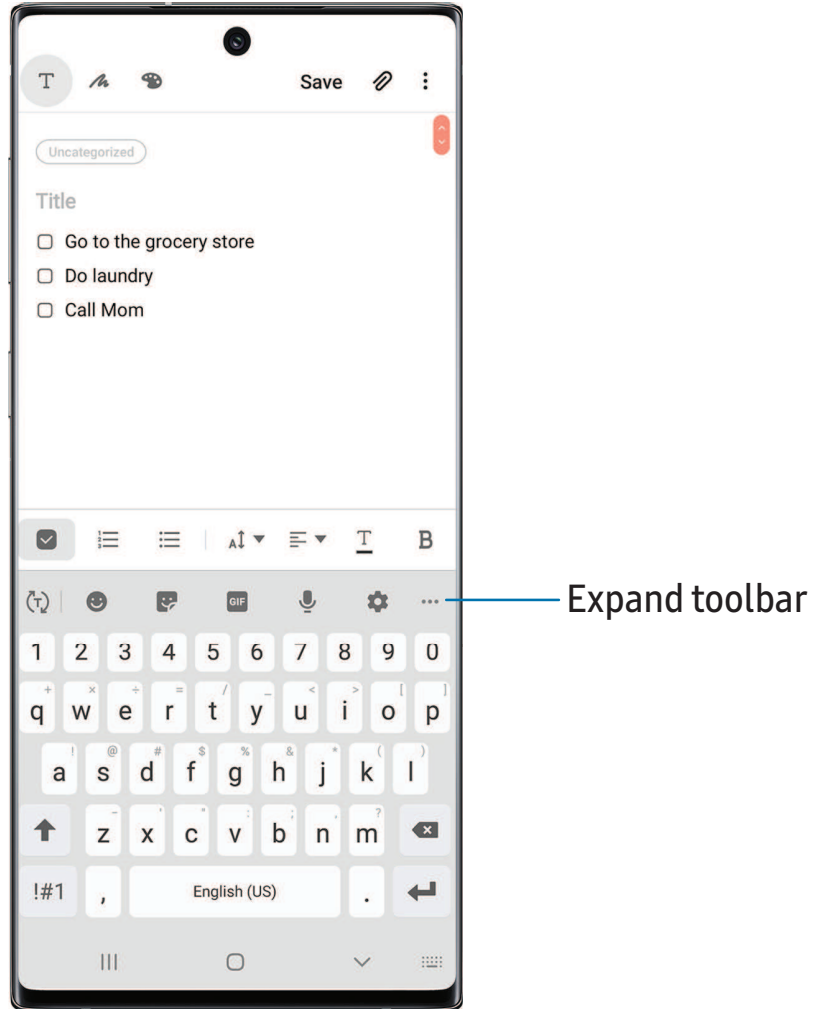 T Save
Uncategorized
Title
Go to the grocery store
Do laundry
Call Mom
A T B
T GIF
Expand toolbar
1 2 3 4 5 6 7 8 9 0
+ × ÷ = / _ < > [ ]
q w e r t y u i o p
! @ # $ % & * ( )
a s d f g h j k l
- ' " : ; , ?
z x c v b n m
!#1 , English (US) .